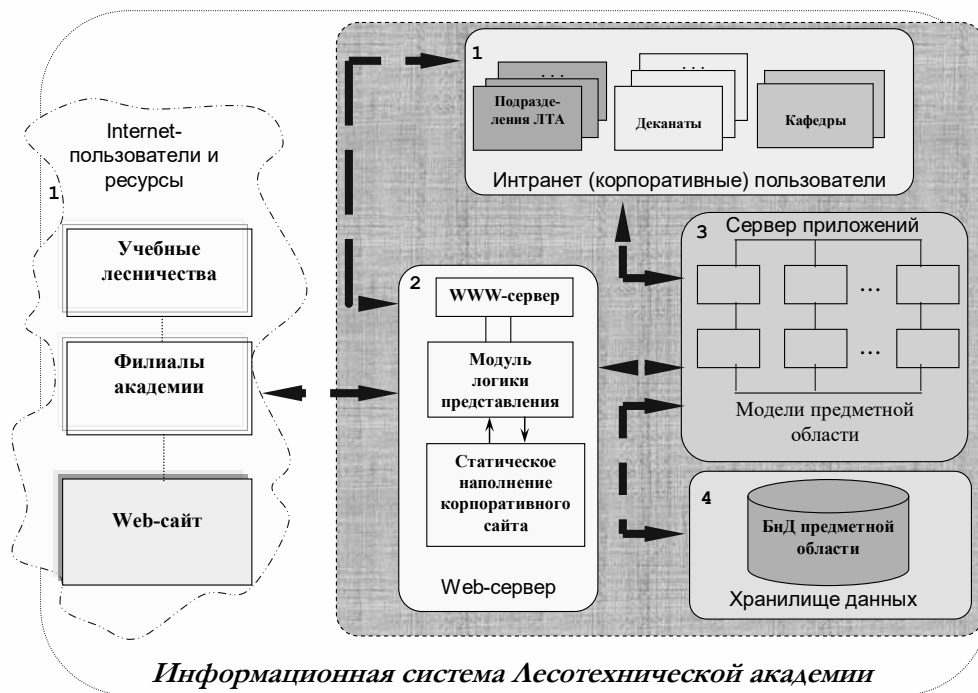 1
Internet-
пользователи и
ресурсы
Учебные
лесничества
Филиалы
академии
Web-сайт
1
. . .
Подразде-
ления ЛТА
. . .
Деканаты
Кафедры
Интранет (корпоративные) пользователи
2
WWW-сервер
Модуль
логики
представления
Статическое
наполнение
корпоративного
сайта
Web-сервер
3
Сервер приложений
...
...
Модели предметной
области
4
БнД предметной
области
Хранилище данных
Информационная система Лесотехнической академии